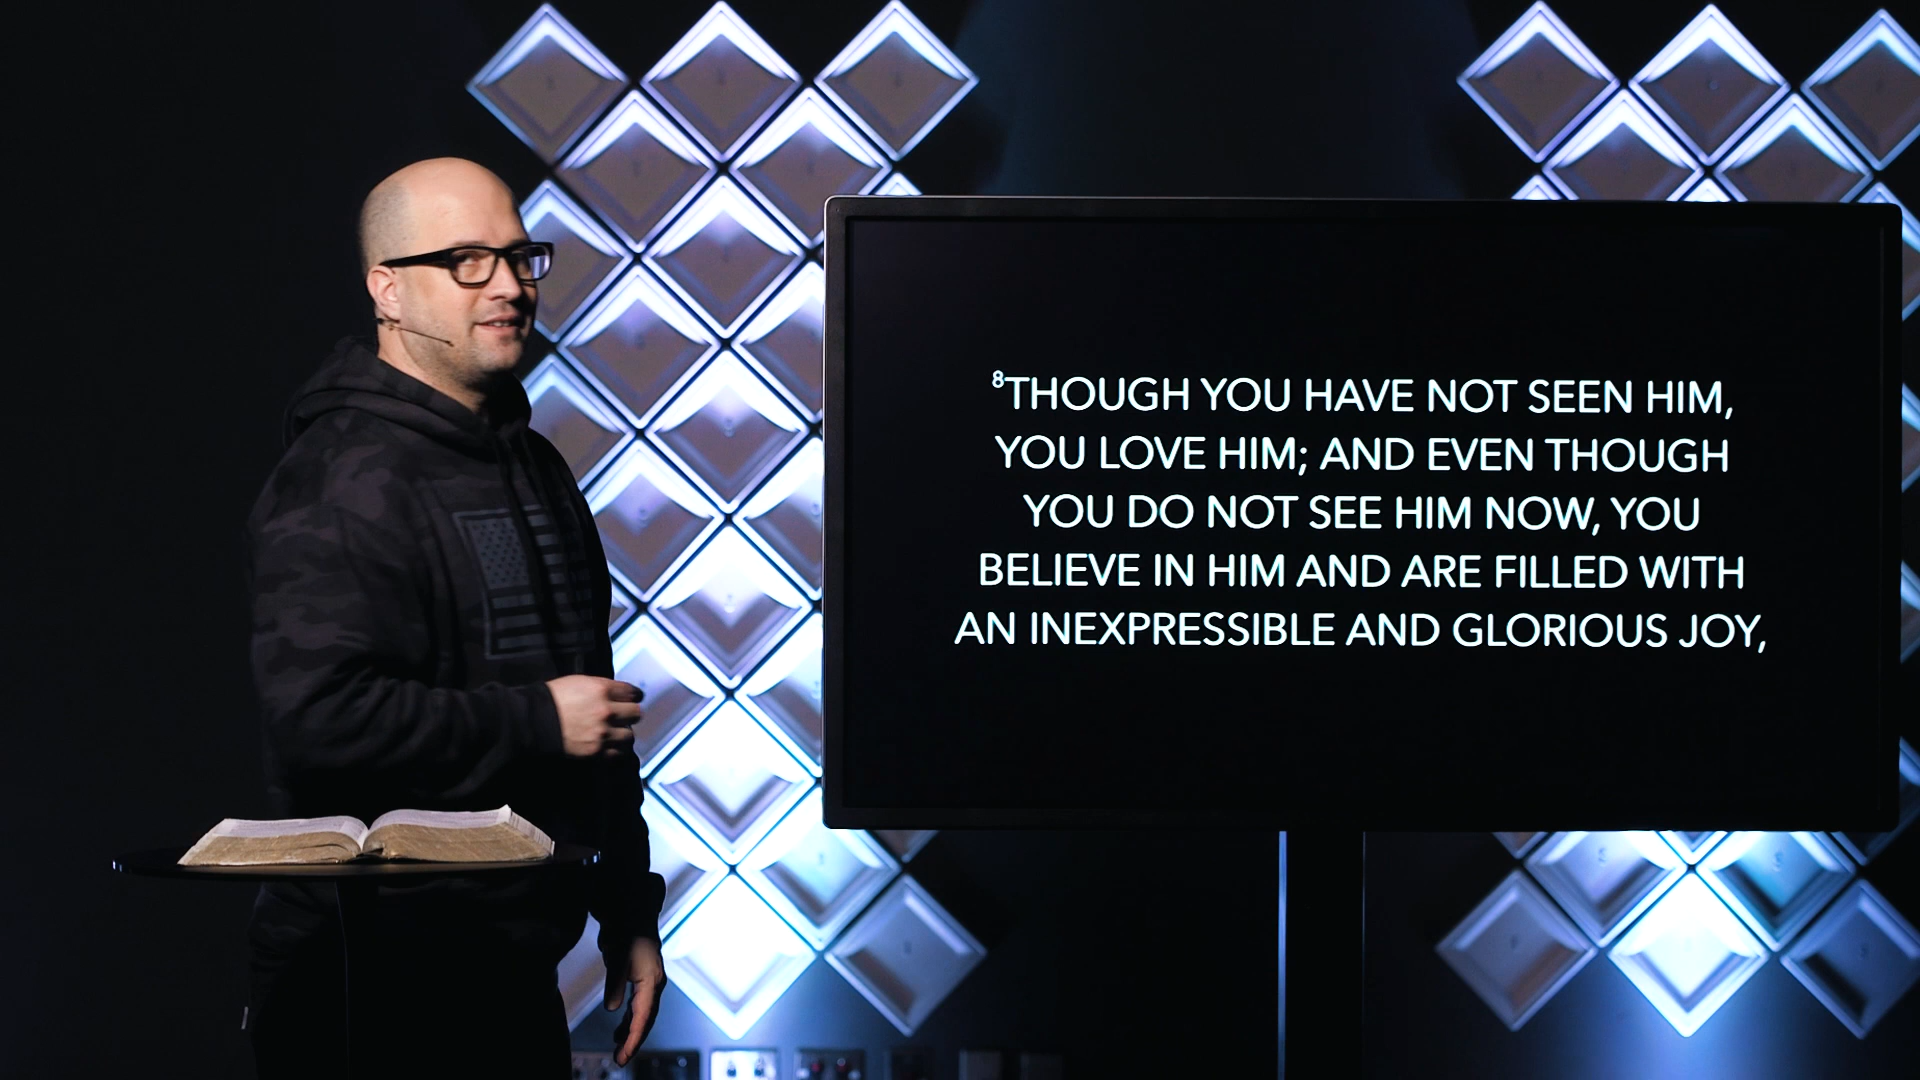 ⁸THOUGH YOU HAVE NOT SEEN HIM,
YOU LOVE HIM; AND EVEN THOUGH
YOU DO NOT SEE HIM NOW, YOU
BELIEVE IN HIM AND ARE FILLED WITH
AN INEXPRESSIBLE AND GLORIOUS JOY,